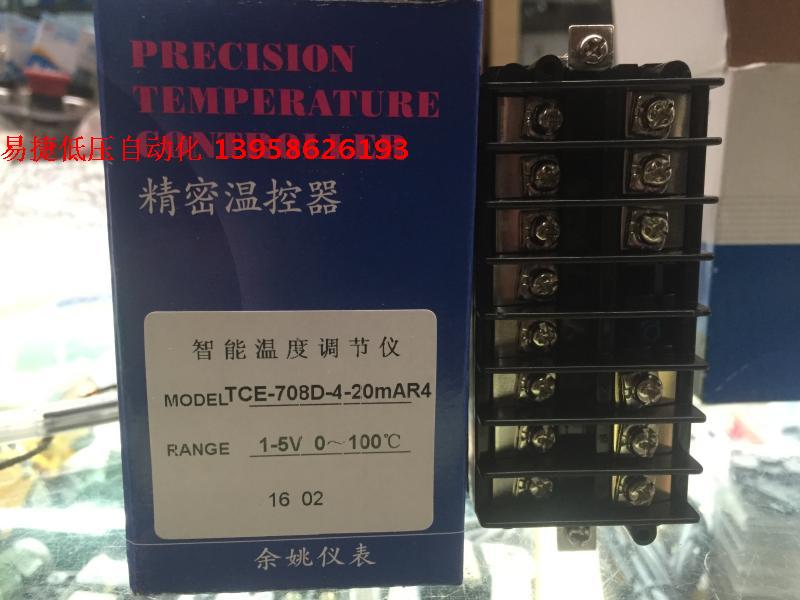 PRECISION
TEMPERATURE
CONTROLLER
易捷低压自动化 13958626193
精密温控器
智能温度调节仪
MODEL TCE-708D-4-20mAR4
RANGE 1-5V 0～100℃
16 02
余姚仪表